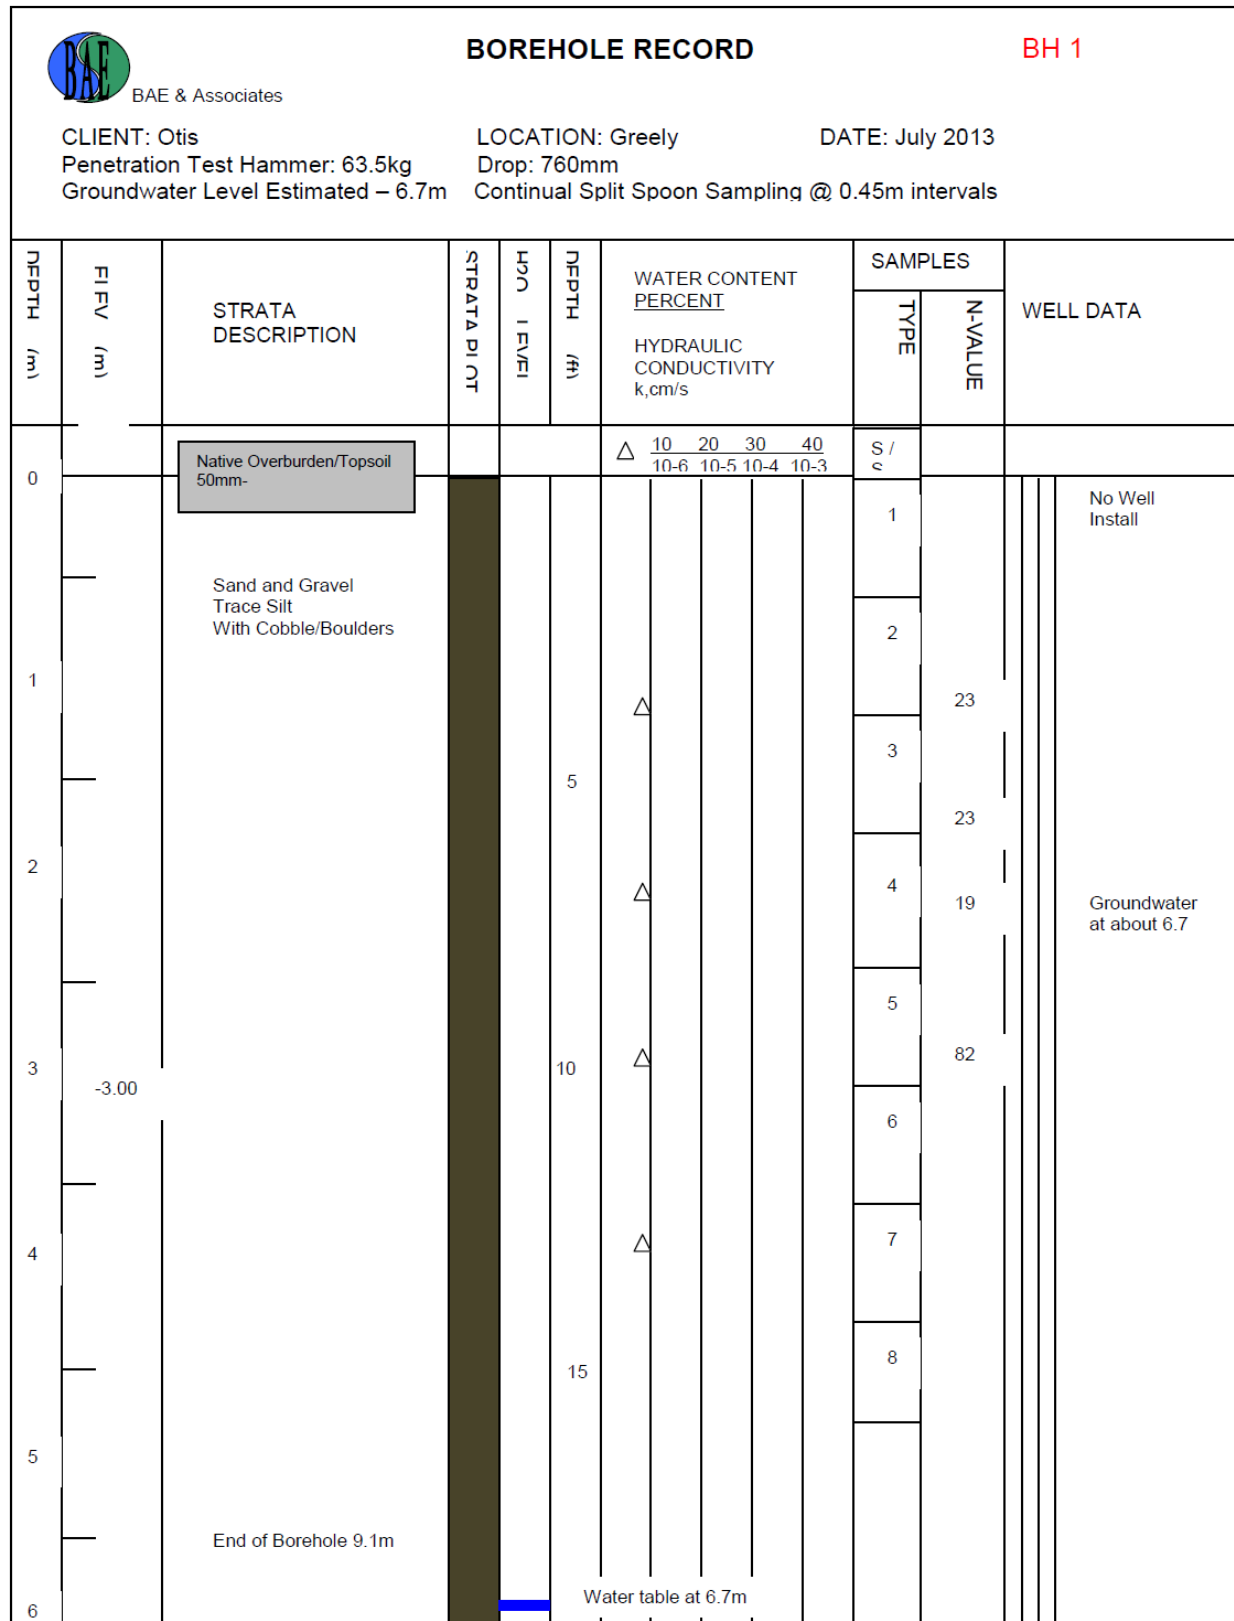 BOREHOLE RECORD
BH 1
BAE
BAE & Associates
CLIENT: Otis
LOCATION: Greely
DATE: July 2013
Penetration Test Hammer: 63.5kg
Drop: 760mm
Groundwater Level Estimated – 6.7m
Continual Split Spoon Sampling @ 0.45m intervals
DEPTH (m)
ELEV (m)
STRATA
DESCRIPTION
STRATA PLOT
H2O LEVEL
DEPTH (ft)
WATER CONTENT
PERCENT
HYDRAULIC
CONDUCTIVITY
k,cm/s
SAMPLES
TYPE
N-VALUE
WELL DATA
△ 10 20 30 40
10-6 10-5 10-4 10-3
S /
S
Native Overburden/Topsoil
50mm-
0
No Well
Install
1
Sand and Gravel
Trace Silt
With Cobble/Boulders
2
1
23
3
5
23
2
4
19
Groundwater
at about 6.7
5
82
3
10
-3.00
6
7
4
8
15
5
End of Borehole 9.1m
Water table at 6.7m
6